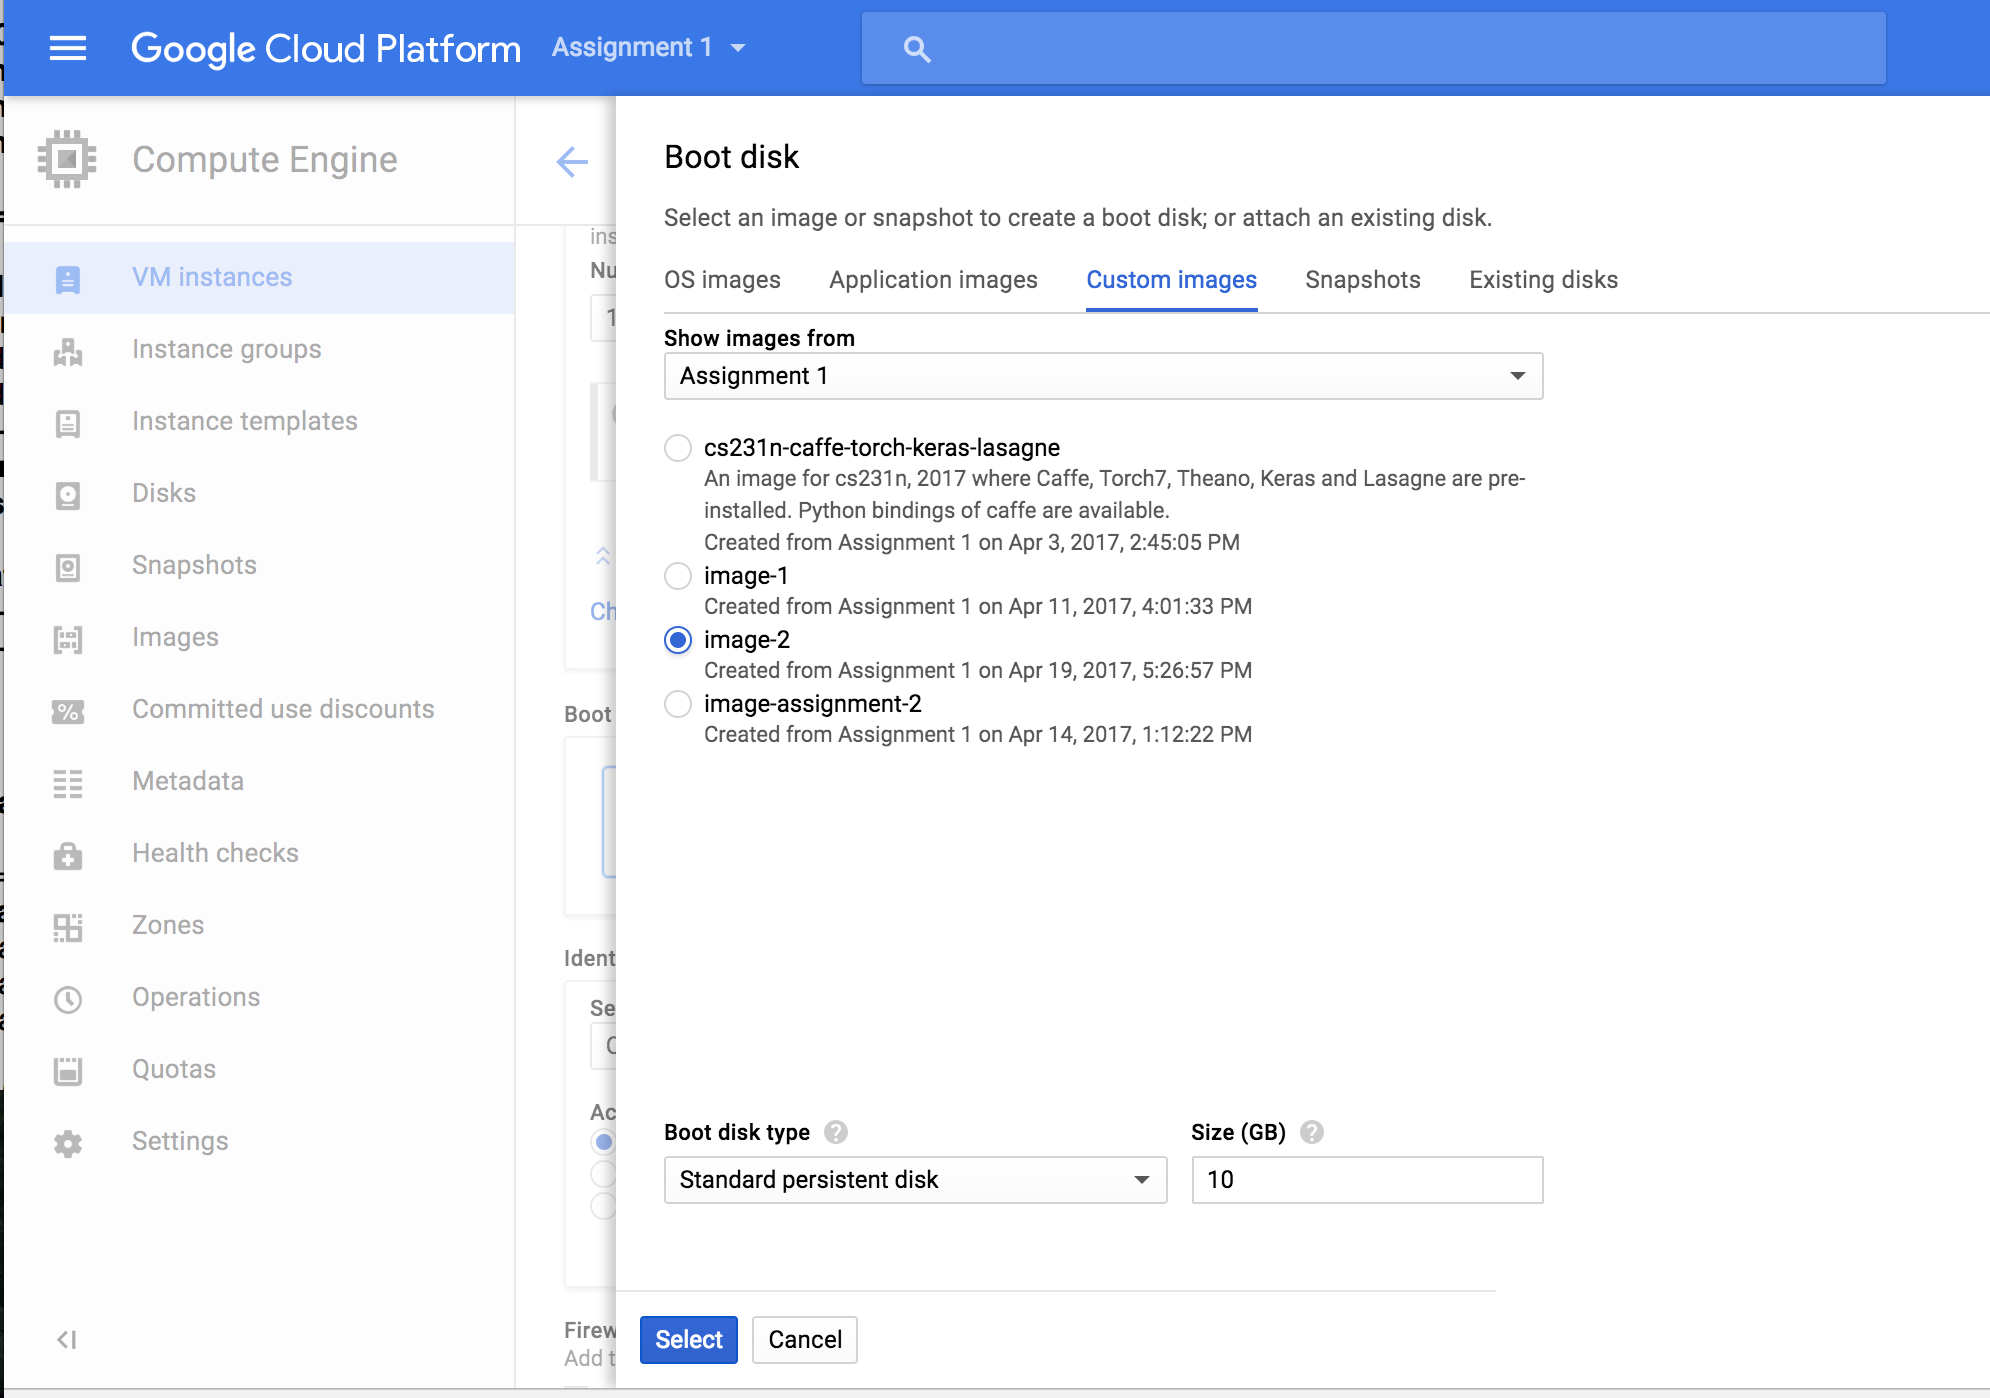 Google Cloud Platform
Assignment 1
Compute Engine
VM instances
Instance groups
Instance templates
Disks
Snapshots
Images
Committed use discounts
Metadata
Health checks
Zones
Operations
Quotas
Settings
ins
Nu
1
Ch
Boot
Ident
Se
Ac
Firew
Add t
Boot disk
Select an image or snapshot to create a boot disk; or attach an existing disk.
OS images Application images Custom images Snapshots Existing disks
Show images from
Assignment 1
cs231n-caffe-torch-keras-lasagne
An image for cs231n, 2017 where Caffe, Torch7, Theano, Keras and Lasagne are pre-
installed. Python bindings of caffe are available.
Created from Assignment 1 on Apr 3, 2017, 2:45:05 PM
image-1
Created from Assignment 1 on Apr 11, 2017, 4:01:33 PM
image-2
Created from Assignment 1 on Apr 19, 2017, 5:26:57 PM
image-assignment-2
Created from Assignment 1 on Apr 14, 2017, 1:12:22 PM
Boot disk type ? Size (GB) ?
Standard persistent disk 10
Select Cancel